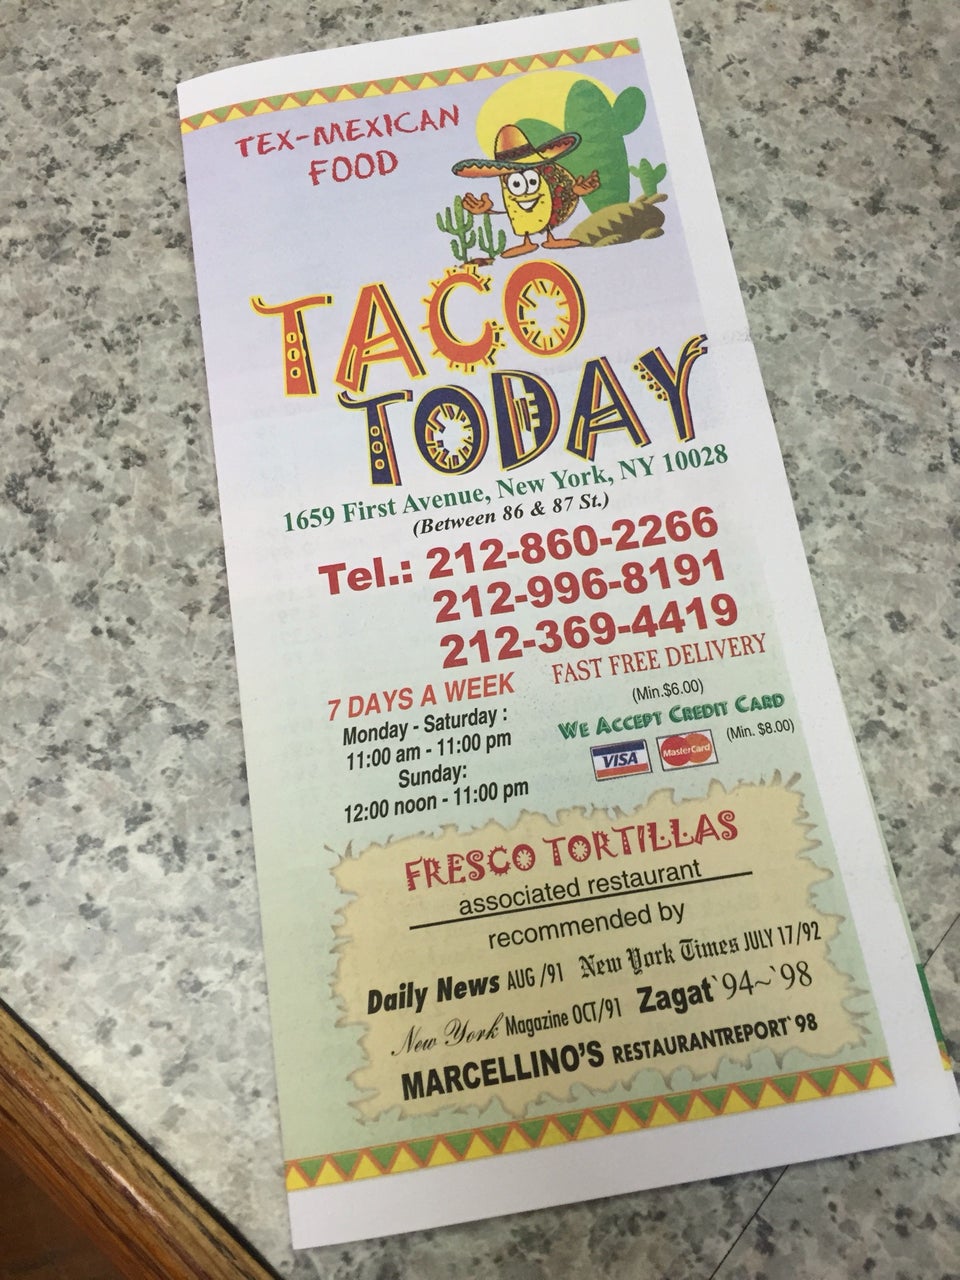 TEX-MEXICAN
FOOD
TACO
TODAY
1659 First Avenue, New York, NY 10028
(Between 86 & 87 St.)
Tel.: 212-860-2266
212-996-8191
212-369-4419
FAST FREE DELIVERY
(Min.$6.00)
7 DAYS A WEEK
Monday - Saturday :
11:00 am - 11:00 pm
Sunday:
12:00 noon - 11:00 pm
WE ACCEPT CREDIT CARD
(Min. $8.00)
VISA
MasterCard
FRESCO TORTILLAS
associated restaurant
recommended by
Daily News AUG /91 New York Times JULY 17/92
New York Magazine OCT/91 Zagat `94~`98
MARCELLINO'S RESTAURANTREPORT` 98